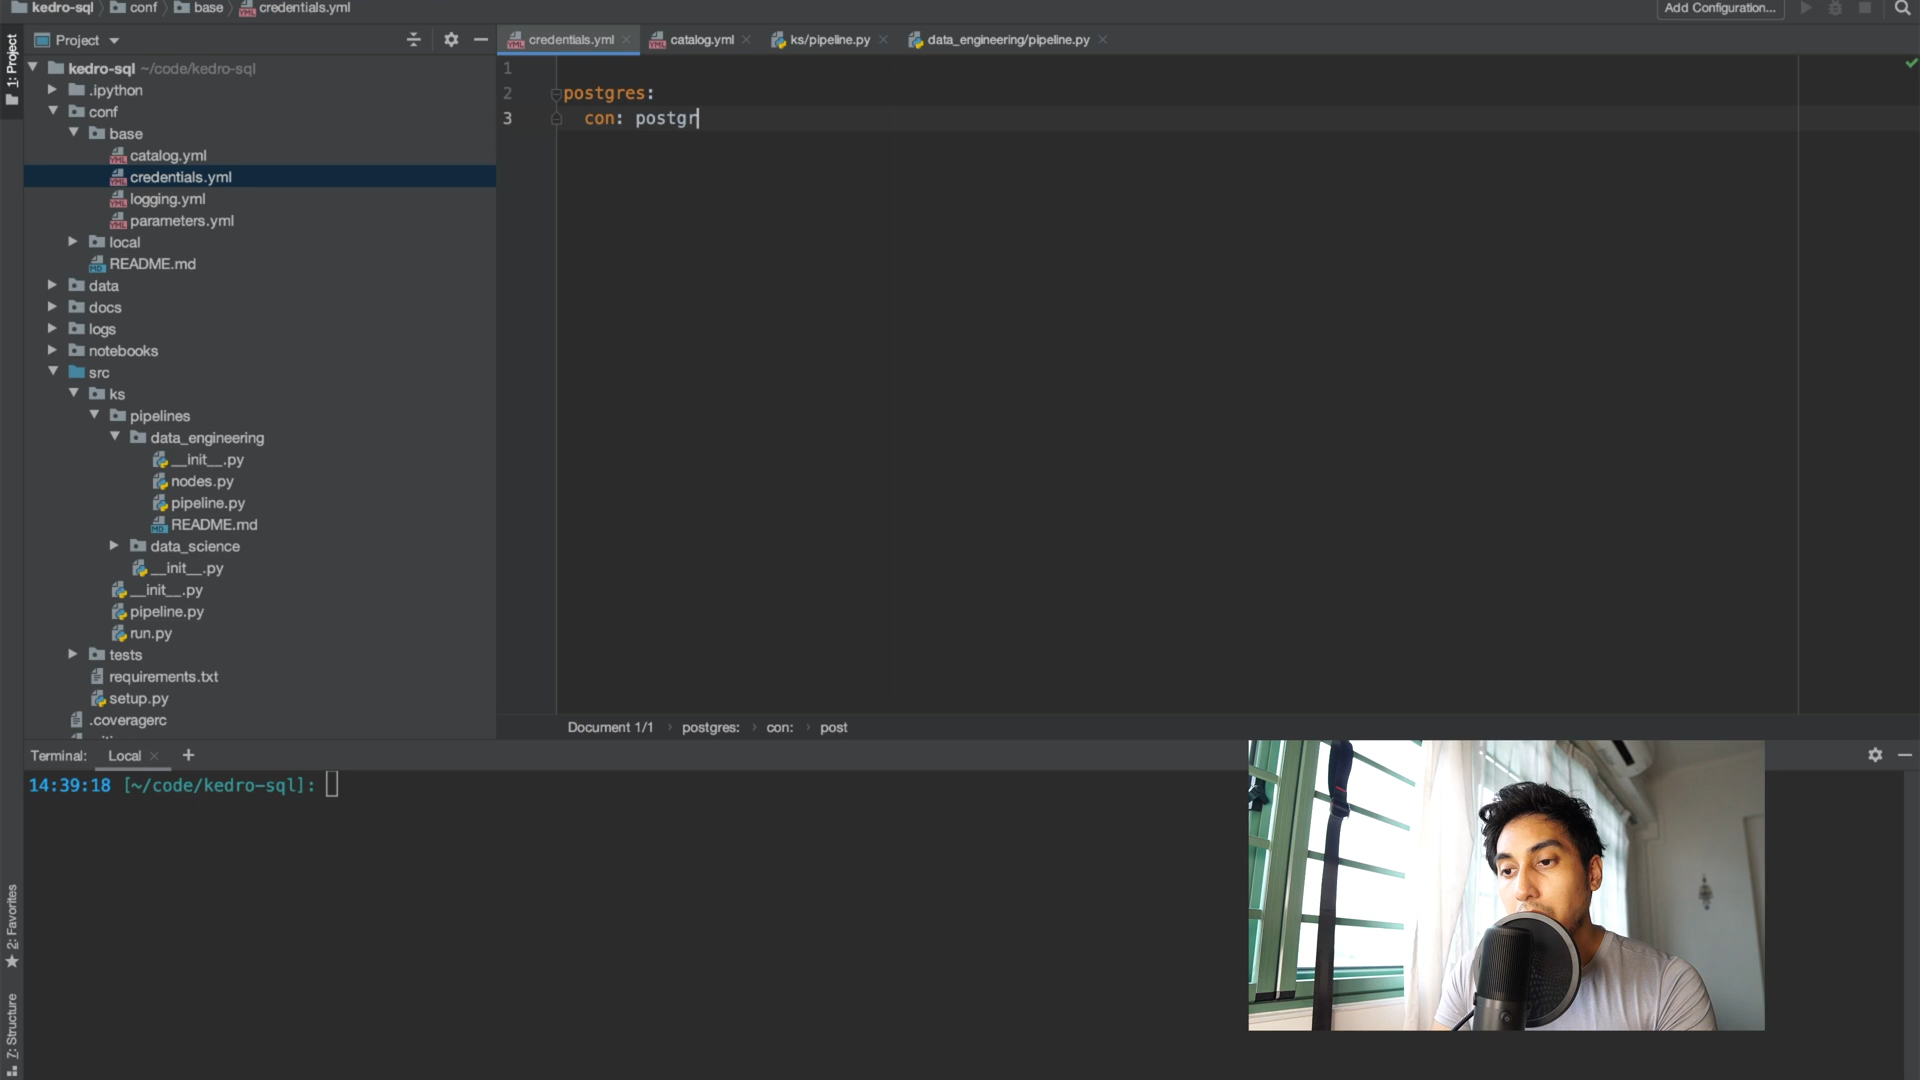 kedro-sql conf base credentials.yml Add Configuration...
Project
credentials.yml catalog.yml ks/pipeline.py data_engineering/pipeline.py
1: Project
kedro-sql ~/code/kedro-sql
.ipython
conf
base
catalog.yml
credentials.yml
logging.yml
parameters.yml
local
README.md
data
docs
logs
notebooks
src
ks
pipelines
data_engineering
__init__.py
nodes.py
pipeline.py
README.md
data_science
__init__.py
__init__.py
pipeline.py
run.py
tests
requirements.txt
setup.py
.coveragerc
1
2 postgres:
3 con: postgr
Document 1/1 postgres: con: post
Terminal: Local +
14:39:18 [~/code/kedro-sql]:
2: Favorites
7: Structure